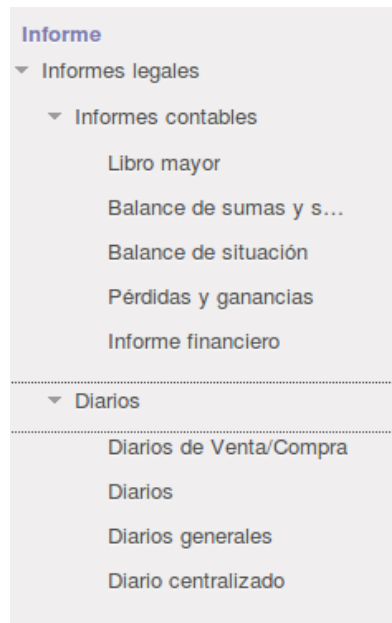 Informe
Informes legales
Informes contables
Libro mayor
Balance de sumas y s...
Balance de situación
Pérdidas y ganancias
Informe financiero
Diarios
Diarios de Venta/Compra
Diarios
Diarios generales
Diario centralizado